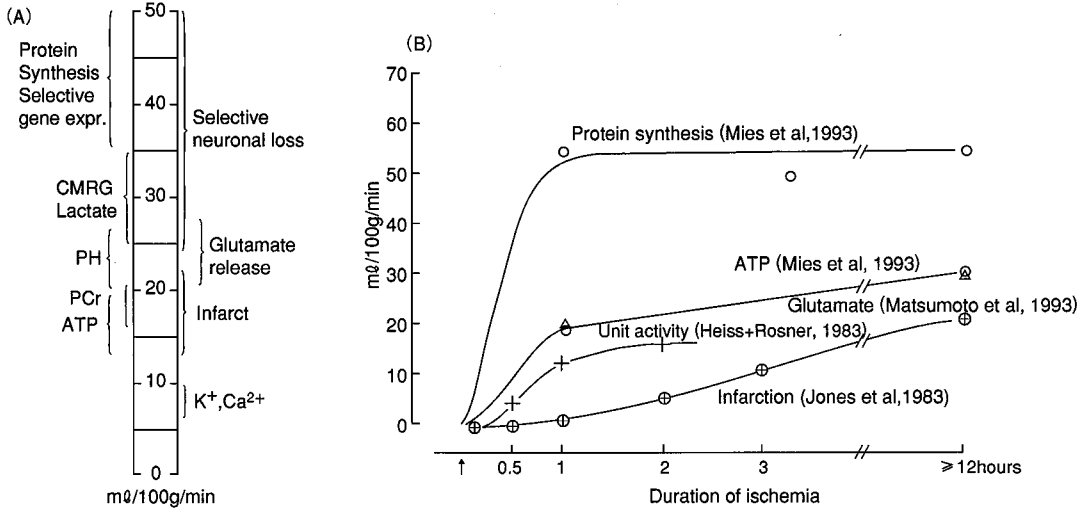 (A)
50
40
30
20
10
0
mℓ/100g/min
Protein
Synthesis
Selective
gene expr.
CMRG
Lactate
PH
PCr
ATP
Selective
neuronal loss
Glutamate
release
Infarct
K⁺,Ca²⁺
(B)
mℓ/100g/min
70
60
50
40
30
20
10
0
Protein synthesis (Mies et al,1993)
ATP (Mies et al, 1993)
Glutamate (Matsumoto et al, 1993)
Unit activity (Heiss+Rosner, 1983)
Infarction (Jones et al,1983)
↑ 0.5 1 2 3 ⩾12hours
Duration of ischemia